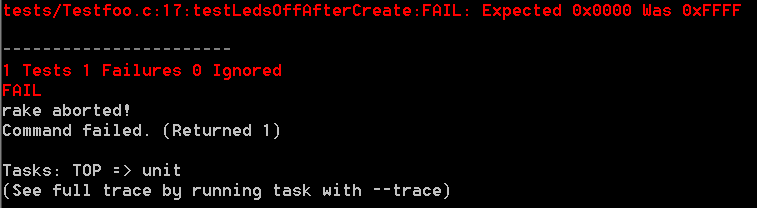 tests/Testfoo.c:17:testLedsOffAfterCreate:FAIL: Expected 0x0000 Was 0xFFFF
-----------------------
1 Tests 1 Failures 0 Ignored
FAIL
rake aborted!
Command failed. (Returned 1)
Tasks: TOP => unit
(See full trace by running task with --trace)